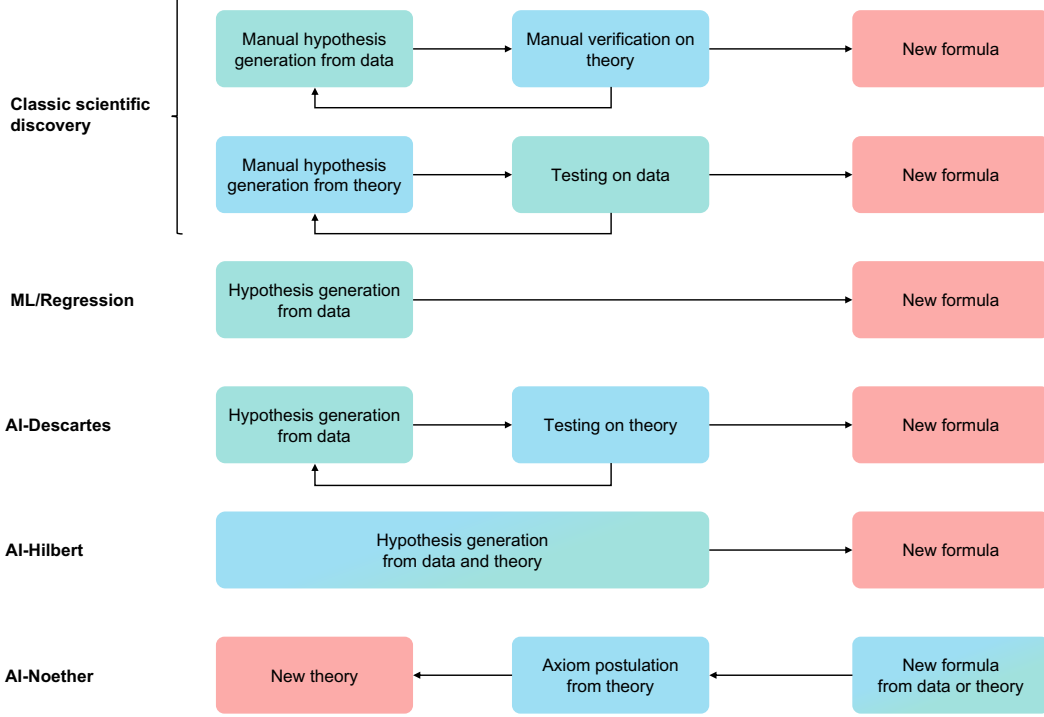 Manual hypothesis
generation from data
Manual verification on
theory
New formula
Classic scientific
discovery
Manual hypothesis
generation from theory
Testing on data
New formula
ML/Regression
Hypothesis generation
from data
New formula
AI-Descartes
Hypothesis generation
from data
Testing on theory
New formula
AI-Hilbert
Hypothesis generation
from data and theory
New formula
AI-Noether
New theory
Axiom postulation
from theory
New formula
from data or theory